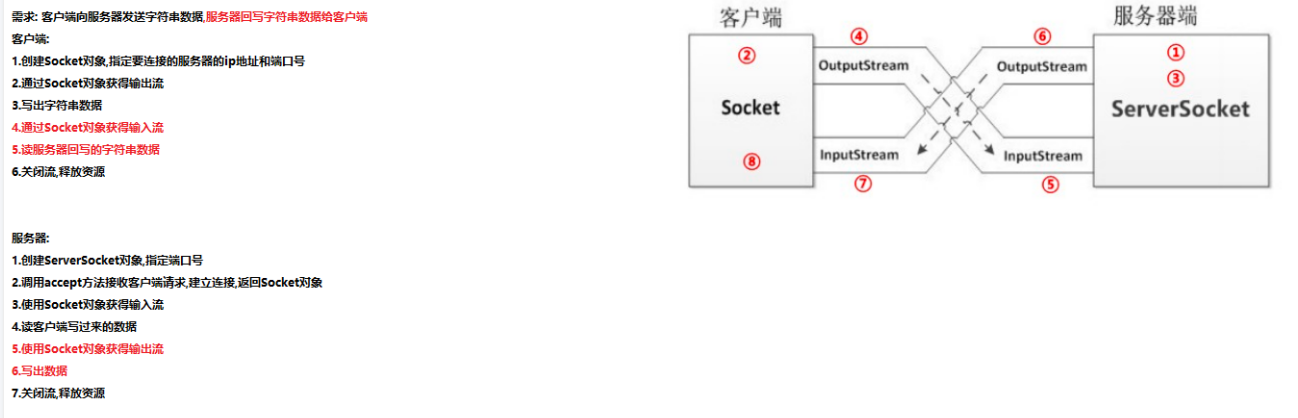 需求: 客户端向服务器发送字符串数据,服务器回写字符串数据给客户端
客户端:
1.创建Socket对象,指定要连接的服务器的ip地址和端口号
2.通过Socket对象获得输出流
3.写出字符串数据
4.通过Socket对象获得输入流
5.读服务器回写的字符串数据
6.关闭流,释放资源
服务器:
1.创建ServerSocket对象,指定端口号
2.调用accept方法接收客户端请求,建立连接,返回Socket对象
3.使用Socket对象获得输入流
4.读客户端写过来的数据
5.使用Socket对象获得输出流
6.写出数据
7.关闭流,释放资源
客户端
服务器端
②
Socket
⑧
④
OutputStream
InputStream
⑦
⑥
OutputStream
InputStream
⑤
①
③
ServerSocket